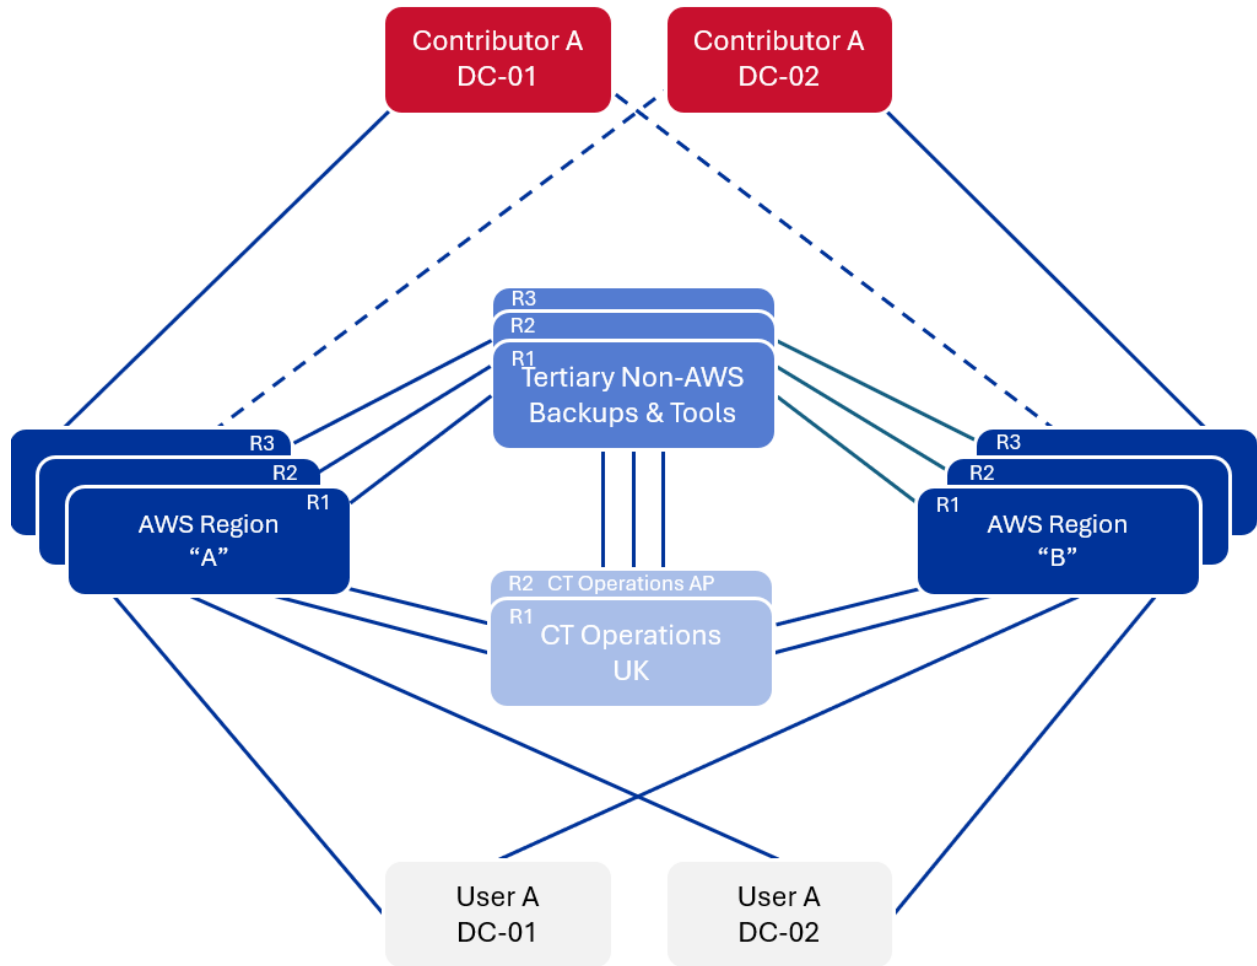 Contributor A
DC-01
Contributor A
DC-02
R3
R2
R1
Tertiary Non-AWS
Backups & Tools
R3
R2
R1
AWS Region
“A”
R3
R2
R1
AWS Region
“B”
R2 CT Operations AP
R1
CT Operations
UK
User A
DC-01
User A
DC-02